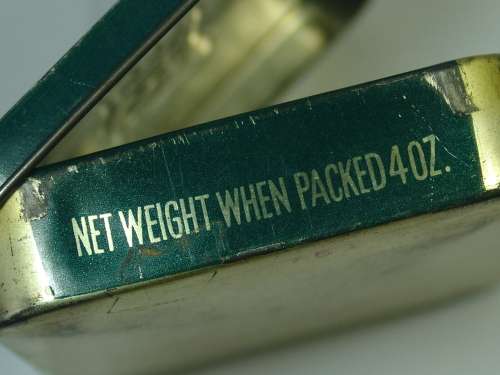 NET WEIGHT WHEN PACKED 4 OZ.